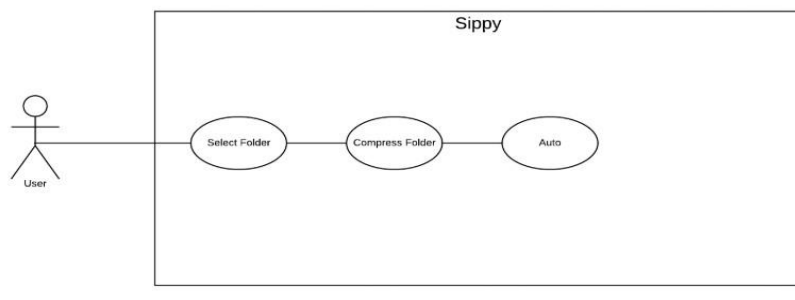 Sippy
Select Folder
Compress Folder
Auto
User